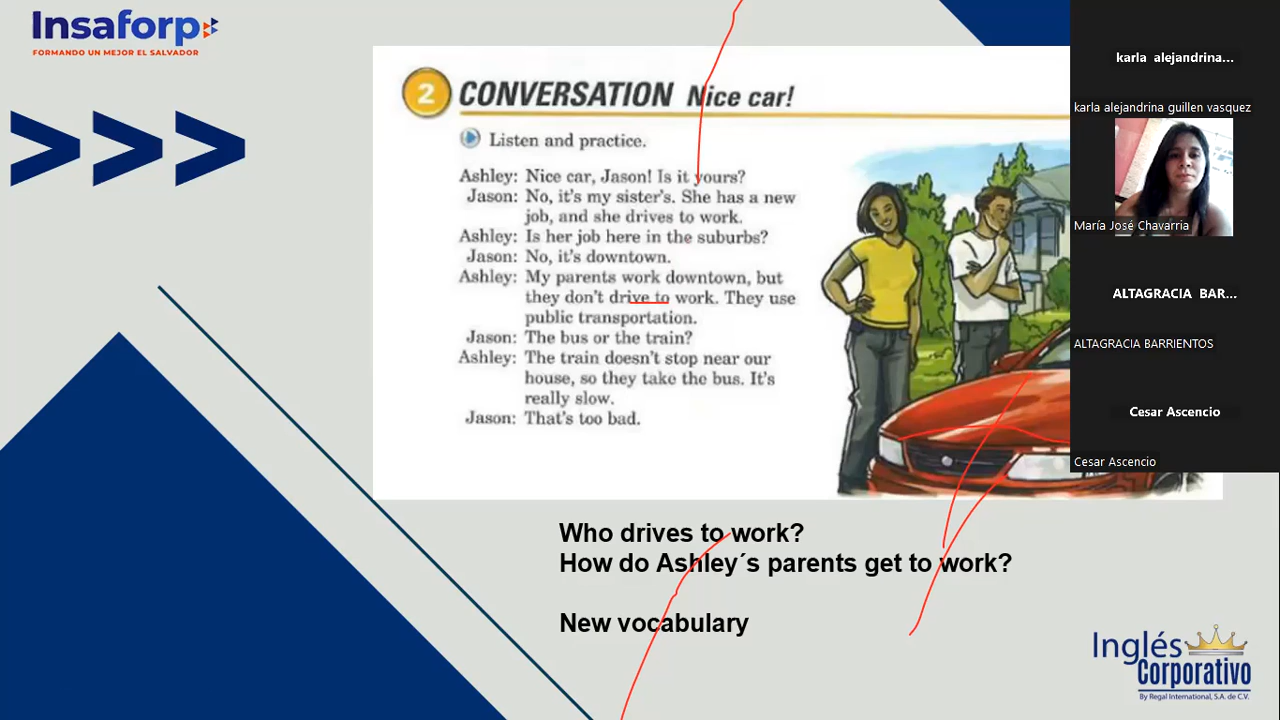 Insaforp
FORMANDO UN MEJOR EL SALVADOR
2 CONVERSATION Nice car!
Listen and practice.
Ashley: Nice car, Jason! Is it yours?
Jason: No, it's my sister's. She has a new
job, and she drives to work.
Ashley: Is her job here in the suburbs?
Jason: No, it's downtown.
Ashley: My parents work downtown, but
they don't drive to work. They use
public transportation.
Jason: The bus or the train?
Ashley: The train doesn't stop near our
house, so they take the bus. It's
really slow.
Jason: That's too bad.
Who drives to work?
How do Ashley´s parents get to work?
New vocabulary
karla alejandrina...
karla alejandrina guillen vasquez
María José Chavarria
ALTAGRACIA BAR...
ALTAGRACIA BARRIENTOS
Cesar Ascencio
Cesar Ascencio
Inglés
Corporativo
By Regal International, S.A. de C.V.